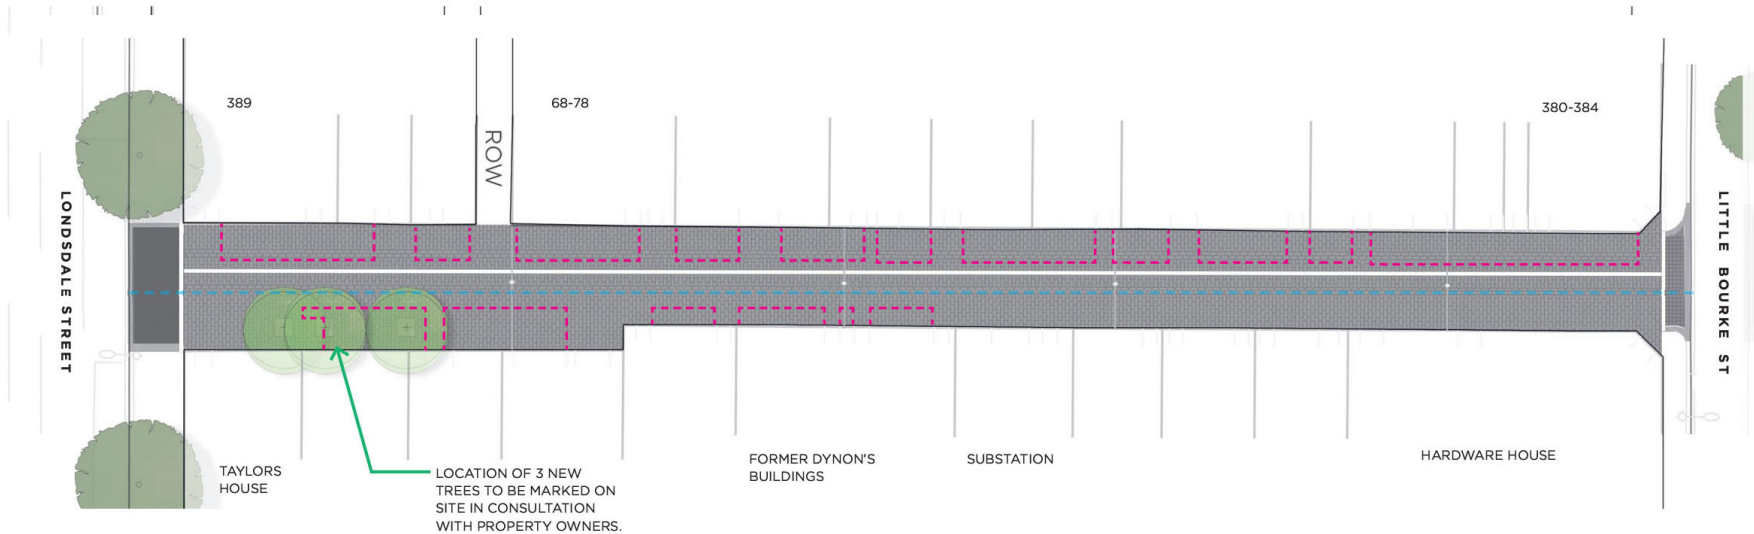 389
68-78
380-384
ROW
LONDSDALE STREET
LITTLE BOURKE ST
TAYLORS
HOUSE
LOCATION OF 3 NEW
TREES TO BE MARKED ON
SITE IN CONSULTATION
WITH PROPERTY OWNERS.
FORMER DYNON'S
BUILDINGS
SUBSTATION
HARDWARE HOUSE